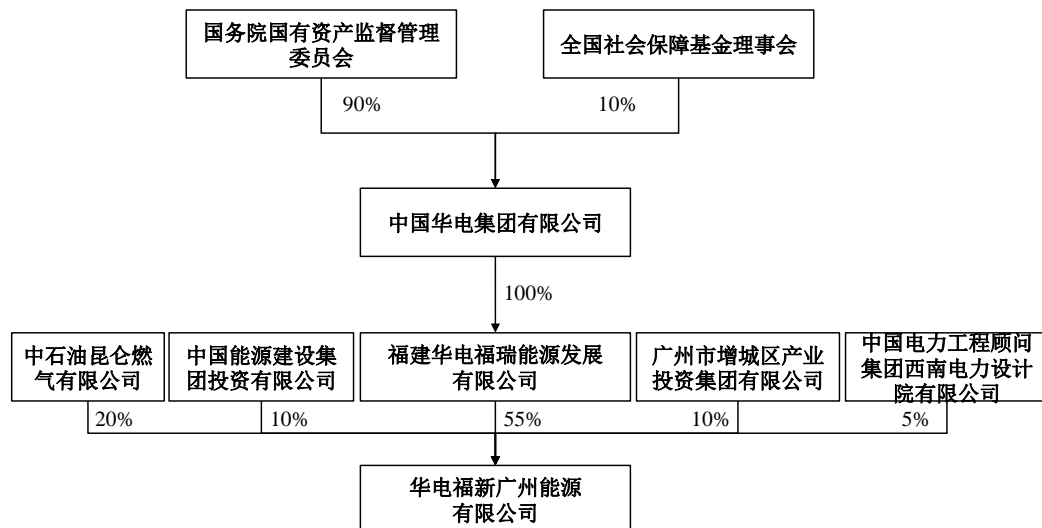 国务院国有资产监督管理
委员会
全国社会保障基金理事会
90%
10%
中国华电集团有限公司
100%
中石油昆仑燃
气有限公司
中国能源建设集
团投资有限公司
福建华电福瑞能源发展
有限公司
广州市增城区产业
投资集团有限公司
中国电力工程顾问
集团西南电力设计
院有限公司
20%
10%
55%
10%
5%
华电福新广州能源
有限公司